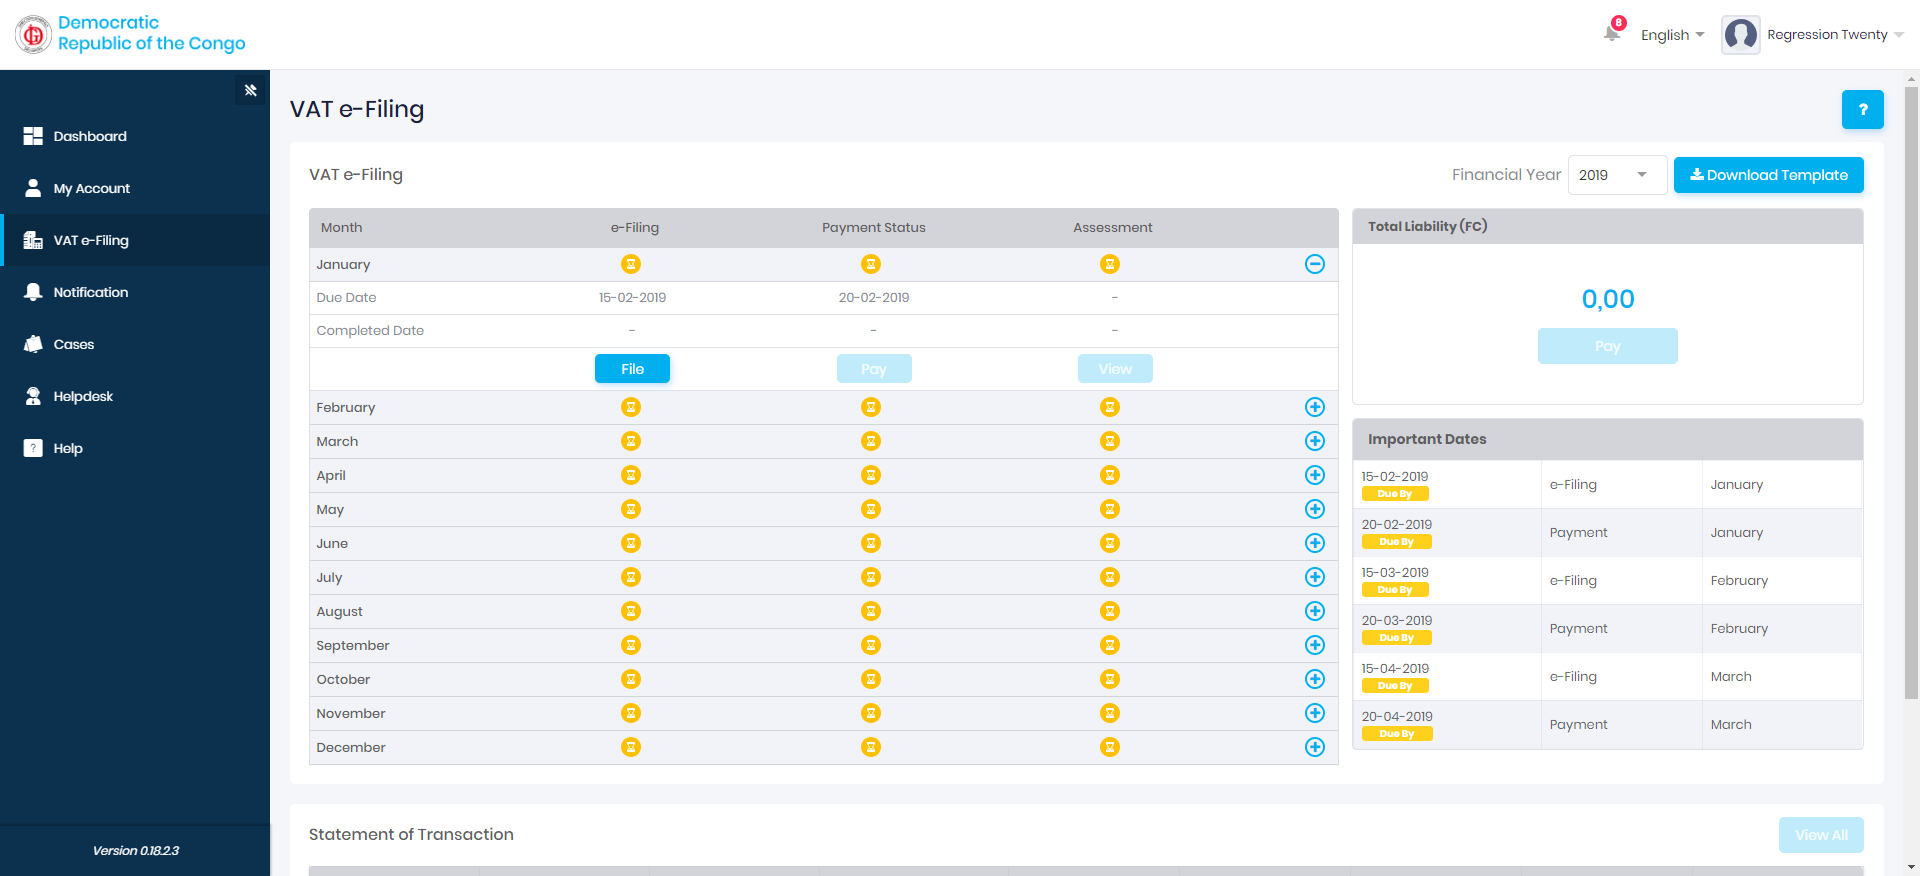 Democratic
Republic of the Congo
8
English
Regression Twenty
Dashboard
My Account
VAT e-Filing
Notification
Cases
Helpdesk
? Help
Version 0.18.2.3
VAT e-Filing
?
VAT e-Filing
Financial Year 2019 Download Template
Month e-Filing Payment Status Assessment
January
Due Date 15-02-2019 20-02-2019 -
Completed Date - - -
File Pay View
February
March
April
May
June
July
August
September
October
November
December
Total Liability (FC)
0,00
Pay
Important Dates
15-02-2019 e-Filing January
Due By
20-02-2019 Payment January
Due By
15-03-2019 e-Filing February
Due By
20-03-2019 Payment February
Due By
15-04-2019 e-Filing March
Due By
20-04-2019 Payment March
Due By
Statement of Transaction
View All